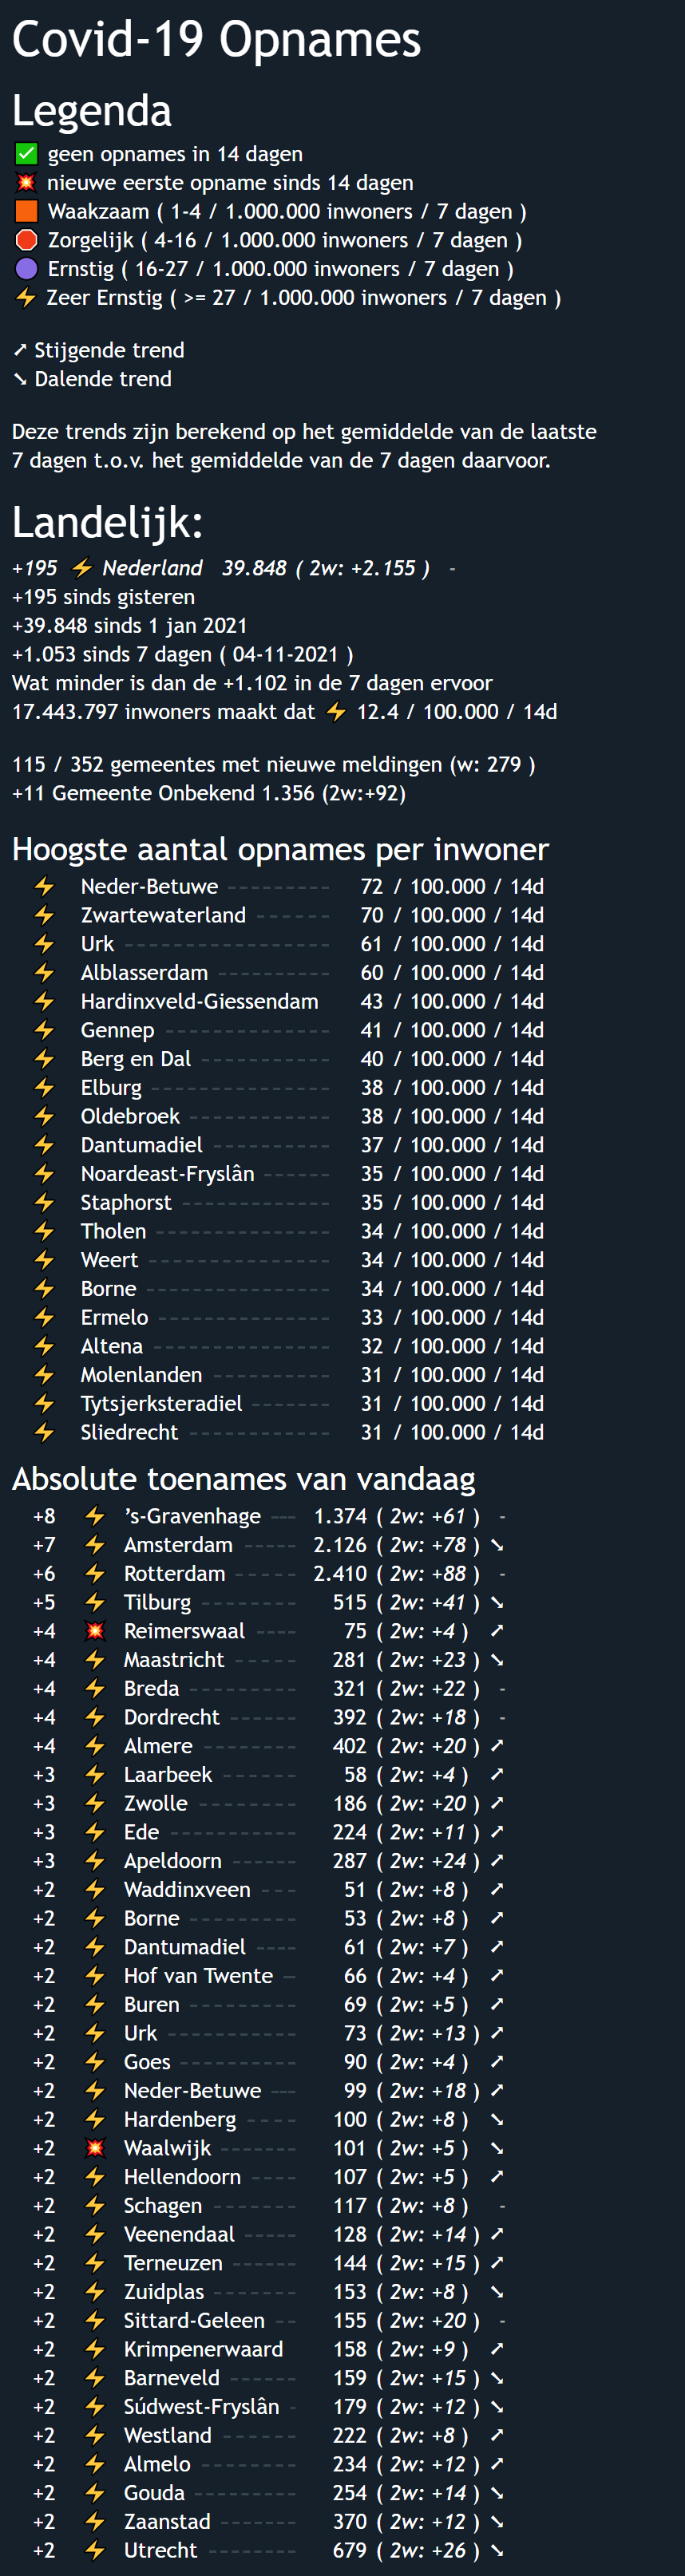 Covid-19 Opnames
Legenda
✅ geen opnames in 14 dagen
💥 nieuwe eerste opname sinds 14 dagen
🟧 Waakzaam ( 1-4 / 1.000.000 inwoners / 7 dagen )
🛑 Zorgelijk ( 4-16 / 1.000.000 inwoners / 7 dagen )
🟣 Ernstig ( 16-27 / 1.000.000 inwoners / 7 dagen )
⚡ Zeer Ernstig ( >= 27 / 1.000.000 inwoners / 7 dagen )
➚ Stijgende trend
➘ Dalende trend
Deze trends zijn berekend op het gemiddelde van de laatste
7 dagen t.o.v. het gemiddelde van de 7 dagen daarvoor.
Landelijk:
+195 ⚡ Nederland 39.848 ( 2w: +2.155 ) -
+195 sinds gisteren
+39.848 sinds 1 jan 2021
+1.053 sinds 7 dagen ( 04-11-2021 )
Wat minder is dan de +1.102 in de 7 dagen ervoor
17.443.797 inwoners maakt dat ⚡ 12.4 / 100.000 / 14d
115 / 352 gemeentes met nieuwe meldingen (w: 279 )
+11 Gemeente Onbekend 1.356 (2w:+92)
Hoogste aantal opnames per inwoner
⚡ Neder-Betuwe 72 / 100.000 / 14d
⚡ Zwartewaterland 70 / 100.000 / 14d
⚡ Urk 61 / 100.000 / 14d
⚡ Alblasserdam 60 / 100.000 / 14d
⚡ Hardinxveld-Giessendam 43 / 100.000 / 14d
⚡ Gennep 41 / 100.000 / 14d
⚡ Berg en Dal 40 / 100.000 / 14d
⚡ Elburg 38 / 100.000 / 14d
⚡ Oldebroek 38 / 100.000 / 14d
⚡ Dantumadiel 37 / 100.000 / 14d
⚡ Noardeast-Fryslân 35 / 100.000 / 14d
⚡ Staphorst 35 / 100.000 / 14d
⚡ Tholen 34 / 100.000 / 14d
⚡ Weert 34 / 100.000 / 14d
⚡ Borne 34 / 100.000 / 14d
⚡ Ermelo 33 / 100.000 / 14d
⚡ Altena 32 / 100.000 / 14d
⚡ Molenlanden 31 / 100.000 / 14d
⚡ Tytsjerksteradiel 31 / 100.000 / 14d
⚡ Sliedrecht 31 / 100.000 / 14d
Absolute toenames van vandaag
+8 ⚡ 's-Gravenhage 1.374 ( 2w: +61 ) -
+7 ⚡ Amsterdam 2.126 ( 2w: +78 ) ➘
+6 ⚡ Rotterdam 2.410 ( 2w: +88 ) -
+5 ⚡ Tilburg 515 ( 2w: +41 ) ➘
+4 💥 Reimerswaal 75 ( 2w: +4 ) ➚
+4 ⚡ Maastricht 281 ( 2w: +23 ) ➘
+4 ⚡ Breda 321 ( 2w: +22 ) -
+4 ⚡ Dordrecht 392 ( 2w: +18 ) -
+4 ⚡ Almere 402 ( 2w: +20 ) ➚
+3 ⚡ Laarbeek 58 ( 2w: +4 ) ➚
+3 ⚡ Zwolle 186 ( 2w: +20 ) ➚
+3 ⚡ Ede 224 ( 2w: +11 ) ➚
+3 ⚡ Apeldoorn 287 ( 2w: +24 ) ➚
+2 ⚡ Waddinxveen 51 ( 2w: +8 ) ➚
+2 ⚡ Borne 53 ( 2w: +8 ) ➚
+2 ⚡ Dantumadiel 61 ( 2w: +7 ) ➚
+2 ⚡ Hof van Twente 66 ( 2w: +4 ) ➚
+2 ⚡ Buren 69 ( 2w: +5 ) ➚
+2 ⚡ Urk 73 ( 2w: +13 ) ➚
+2 ⚡ Goes 90 ( 2w: +4 ) ➚
+2 ⚡ Neder-Betuwe 99 ( 2w: +18 ) ➚
+2 ⚡ Hardenberg 100 ( 2w: +8 ) ➘
+2 💥 Waalwijk 101 ( 2w: +5 ) ➘
+2 ⚡ Hellendoorn 107 ( 2w: +5 ) ➚
+2 ⚡ Schagen 117 ( 2w: +8 ) -
+2 ⚡ Veenendaal 128 ( 2w: +14 ) ➚
+2 ⚡ Terneuzen 144 ( 2w: +15 ) ➚
+2 ⚡ Zuidplas 153 ( 2w: +8 ) ➘
+2 ⚡ Sittard-Geleen 155 ( 2w: +20 ) -
+2 ⚡ Krimpenerwaard 158 ( 2w: +9 ) ➚
+2 ⚡ Barneveld 159 ( 2w: +15 ) ➘
+2 ⚡ Súdwest-Fryslân 179 ( 2w: +12 ) ➘
+2 ⚡ Westland 222 ( 2w: +8 ) ➚
+2 ⚡ Almelo 234 ( 2w: +12 ) ➚
+2 ⚡ Gouda 254 ( 2w: +14 ) ➘
+2 ⚡ Zaanstad 370 ( 2w: +12 ) ➘
+2 ⚡ Utrecht 679 ( 2w: +26 ) ➘